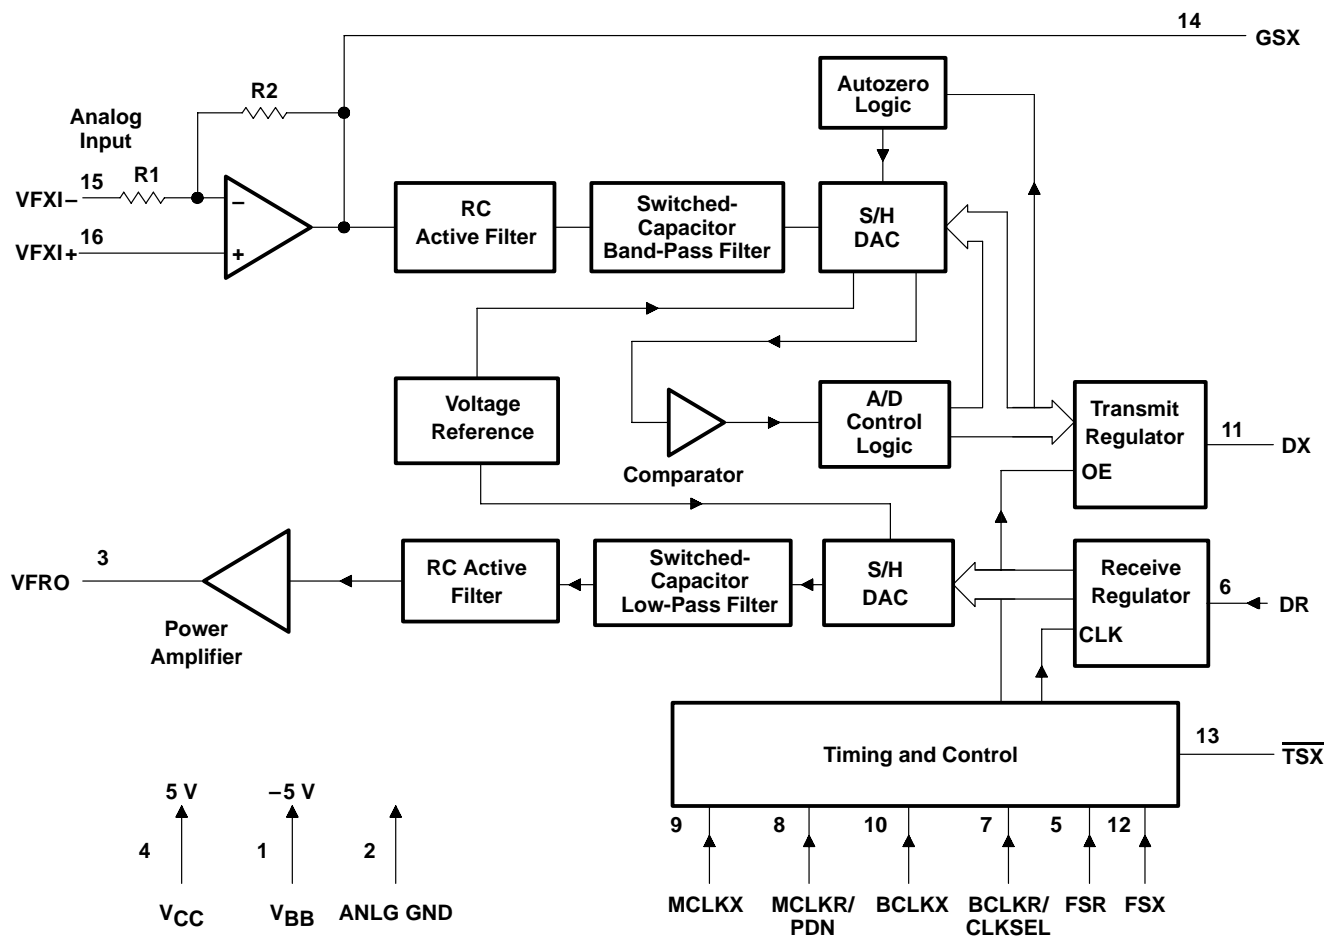 14
GSX
R2
Autozero
Logic
Analog
Input
15
R1
VFXI–
–
16
VFXI+
+
RC
Active Filter
Switched-
Capacitor
Band-Pass Filter
S/H
DAC
Voltage
Reference
Comparator
A/D
Control
Logic
Transmit
Regulator
OE
11
DX
3
VFRO
Power
Amplifier
RC Active
Filter
Switched-
Capacitor
Low-Pass Filter
S/H
DAC
Receive
Regulator
CLK
6
DR
Timing and Control
13
TSX
5 V
–5 V
4
1
2
VCC
VBB
ANLG GND
9
8
10
7
5
12
MCLKX
MCLKR/
PDN
BCLKX
BCLKR/
CLKSEL
FSR
FSX